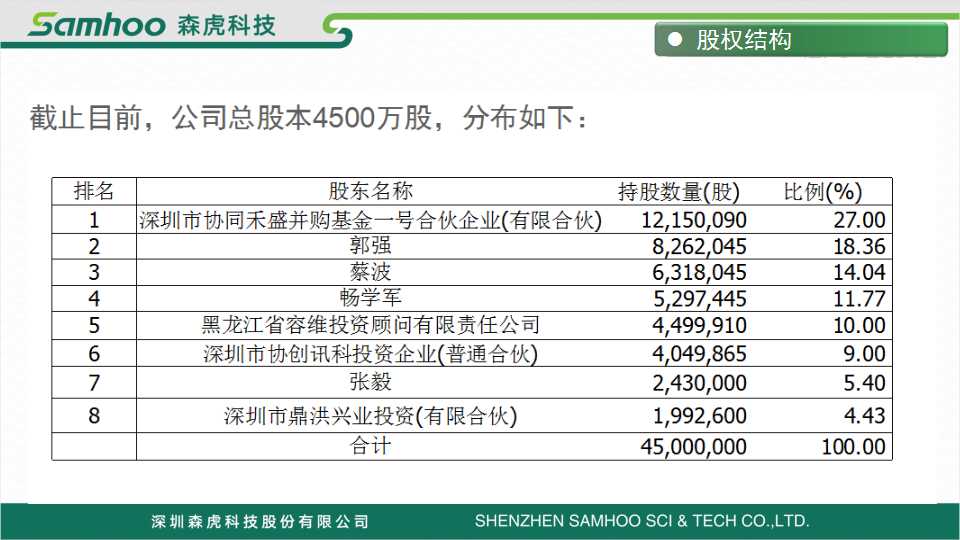 Samhoo 森虎科技
股权结构
截止目前，公司总股本4500万股，分布如下：
排名 股东名称 持股数量(股) 比例(%)
1 深圳市协同禾盛并购基金一号合伙企业(有限合伙) 12,150,090 27.00
2 郭强 8,262,045 18.36
3 蔡波 6,318,045 14.04
4 畅学军 5,297,445 11.77
5 黑龙江省容维投资顾问有限责任公司 4,499,910 10.00
6 深圳市协创讯科投资企业(普通合伙) 4,049,865 9.00
7 张毅 2,430,000 5.40
8 深圳市鼎洪兴业投资(有限合伙) 1,992,600 4.43
合计 45,000,000 100.00
深圳森虎科技股份有限公司 SHENZHEN SAMHOO SCI & TECH CO.,LTD.